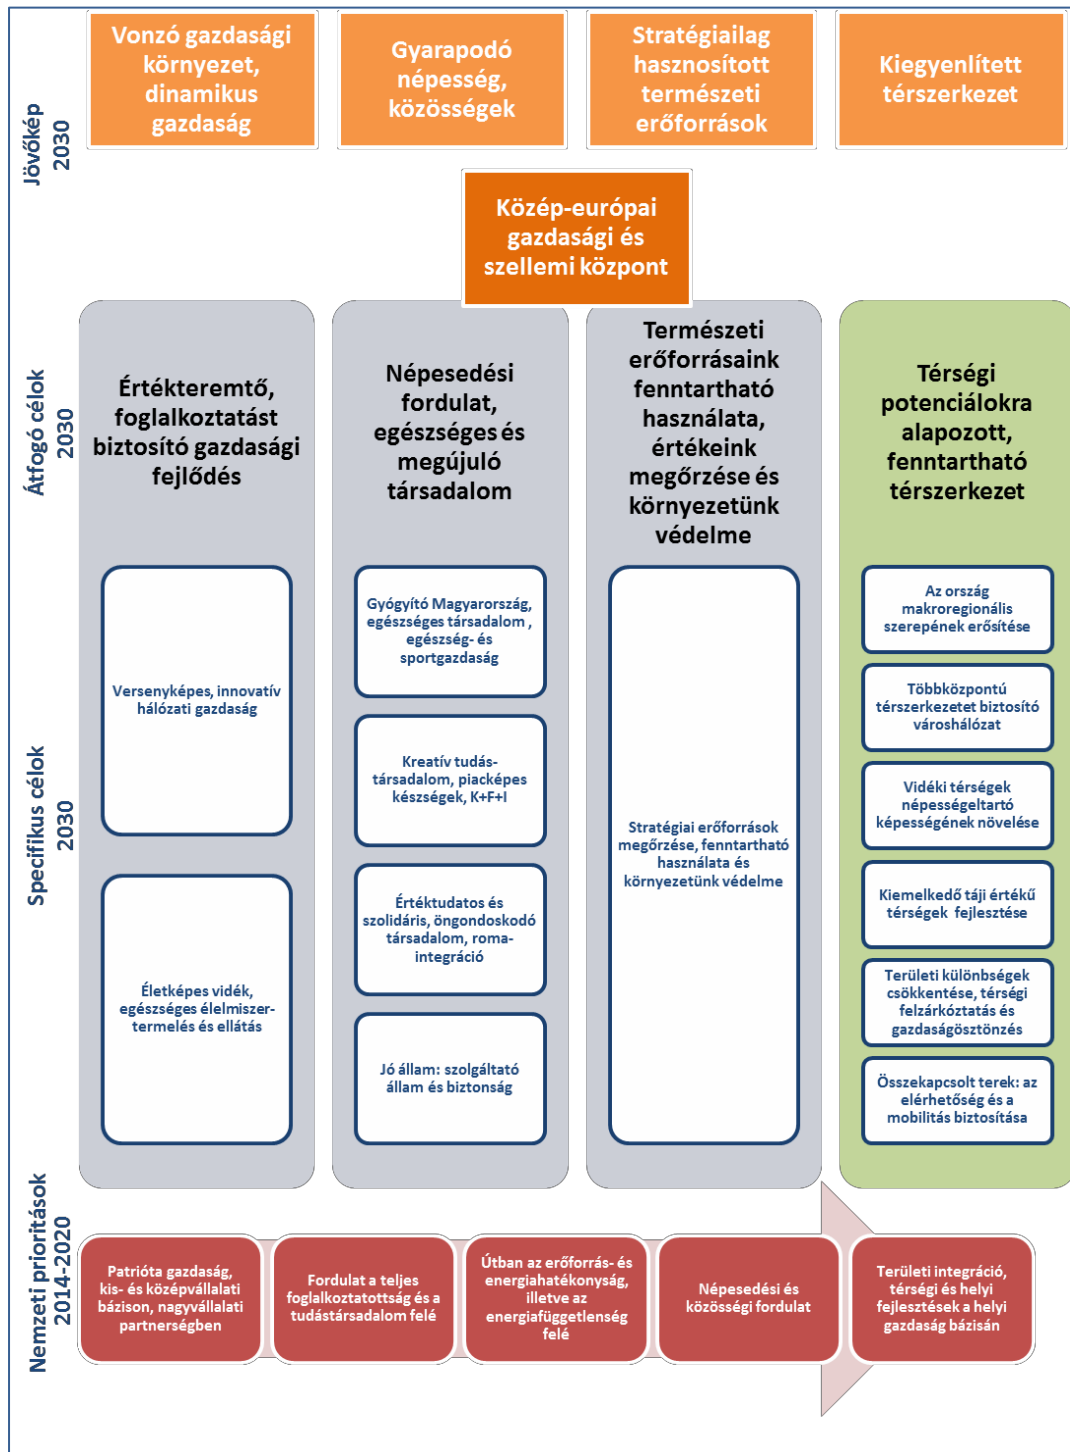 Jövőkép
2030
Vonzó gazdasági
környezet,
dinamikus
gazdaság
Gyarapodó
népesség,
közösségek
Stratégiailag
hasznosított
természeti
erőforrások
Kiegyenlített
térszerkezet
Közép-európai
gazdasági és
szellemi központ
Átfogó célok
2030
Értékteremtő,
foglalkoztatást
biztosító gazdasági
fejlődés
Népesedési
fordulat,
egészséges és
megújuló
társadalom
Természeti
erőforrásaink
fenntartható
használata,
értékeink
megőrzése és
környezetünk
védelme
Térségi
potenciálokra
alapozott,
fenntartható
térszerkezet
Specifikus célok
2030
Versenyképes, innovatív
hálózati gazdaság
Életképes vidék,
egészséges élelmiszer-
termelés és ellátás
Gyógyító Magyarország,
egészséges társadalom ,
egészség- és
sportgazdaság
Kreatív tudás-
társadalom, piacképes
készségek, K+F+I
Értéktudatos és
szolidáris, öngondoskodó
társadalom, roma-
integráció
Jó állam: szolgáltató
állam és biztonság
Stratégiai erőforrások
megőrzése, fenntartható
használata és
környezetünk védelme
Az ország
makroregionális
szerepének erősítése
Többközpontú
térszerkezetet biztosító
városhálózat
Vidéki térségek
népességeltartó
képességének növelése
Kiemelkedő táji értékű
térségek  fejlesztése
Területi különbségek
csökkentése, térségi
felzárkóztatás és
gazdaságösztönzés
Összekapcsolt terek: az
elérhetőség és a
mobilitás biztosítása
Nemzeti prioritások
2014-2020
Patrióta gazdaság,
kis- és középvállalati
bázison, nagyvállalati
partnerségben
Fordulat a teljes
foglalkoztatottság és a
tudástársadalom felé
Útban az erőforrás- és
energiahatékonyság,
illetve az
energiafüggetlenség
felé
Népesedési és
közösségi fordulat
Területi integráció,
térségi és helyi
fejlesztések a helyi
gazdaság bázisán